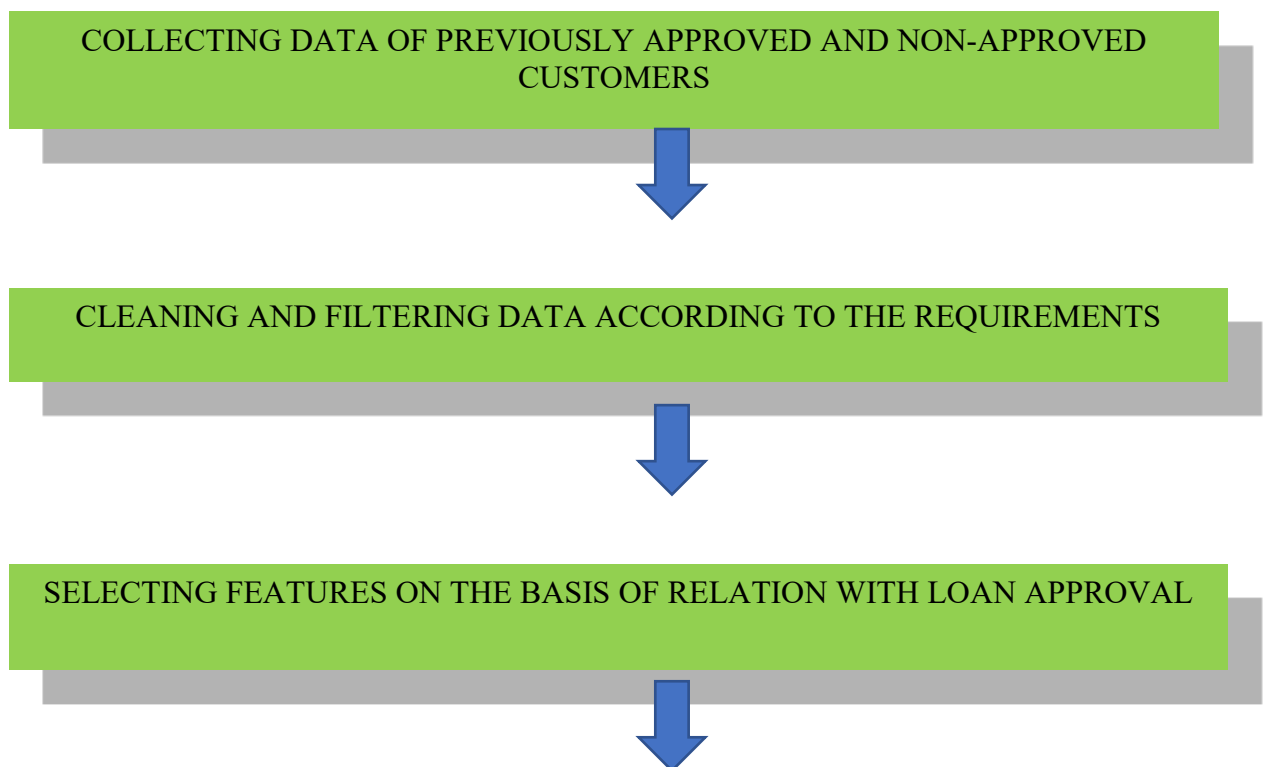 COLLECTING DATA OF PREVIOUSLY APPROVED AND NON-APPROVED
CUSTOMERS
CLEANING AND FILTERING DATA ACCORDING TO THE REQUIREMENTS
SELECTING FEATURES ON THE BASIS OF RELATION WITH LOAN APPROVAL